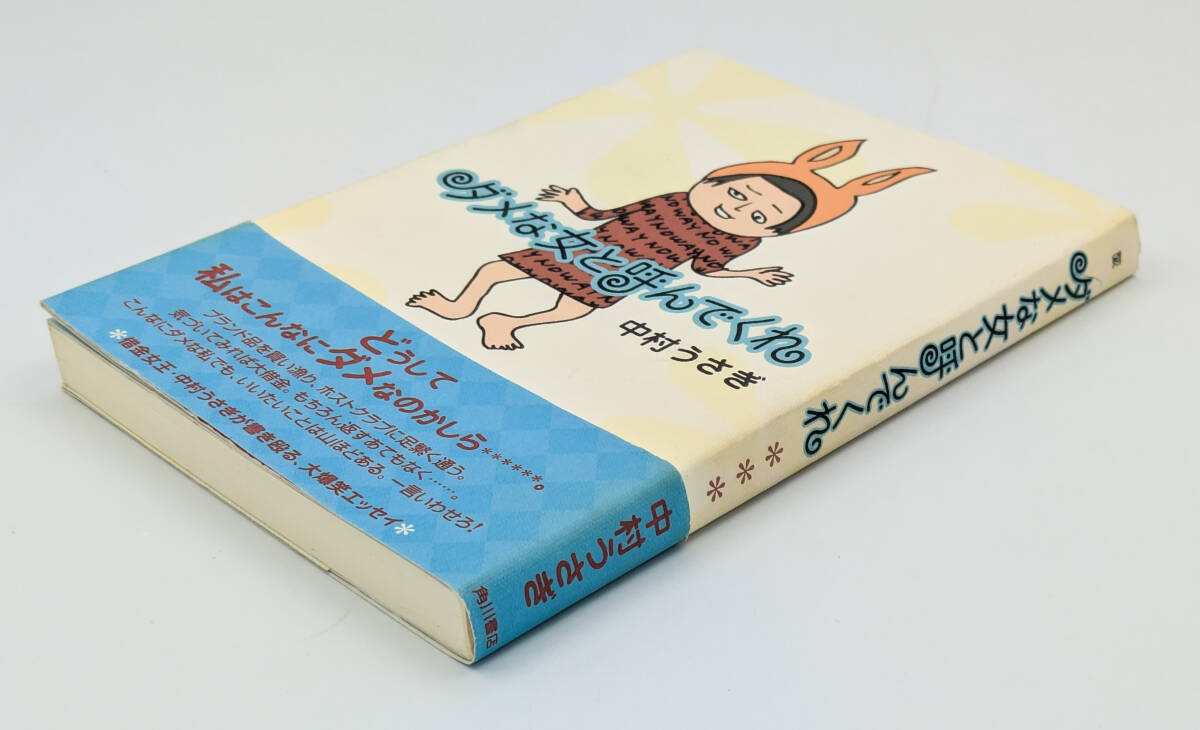 ダメな女と呼んでくれ
中村うさぎ
どうして
私はこんなにダメなのかしら******。
ブランド品を買い漁り、ホストクラブに足繁く通う。
気づいてみれば大借金。もちろん返すあてもなく……。
こんなにダメな私でも、いいたいことは山ほどある。一言いわせろ!
*借金女王・中村うさぎが書き殴る、大爆笑エッセイ*
ダメな女と呼んでくれ
***
中村うさぎ
角川書店